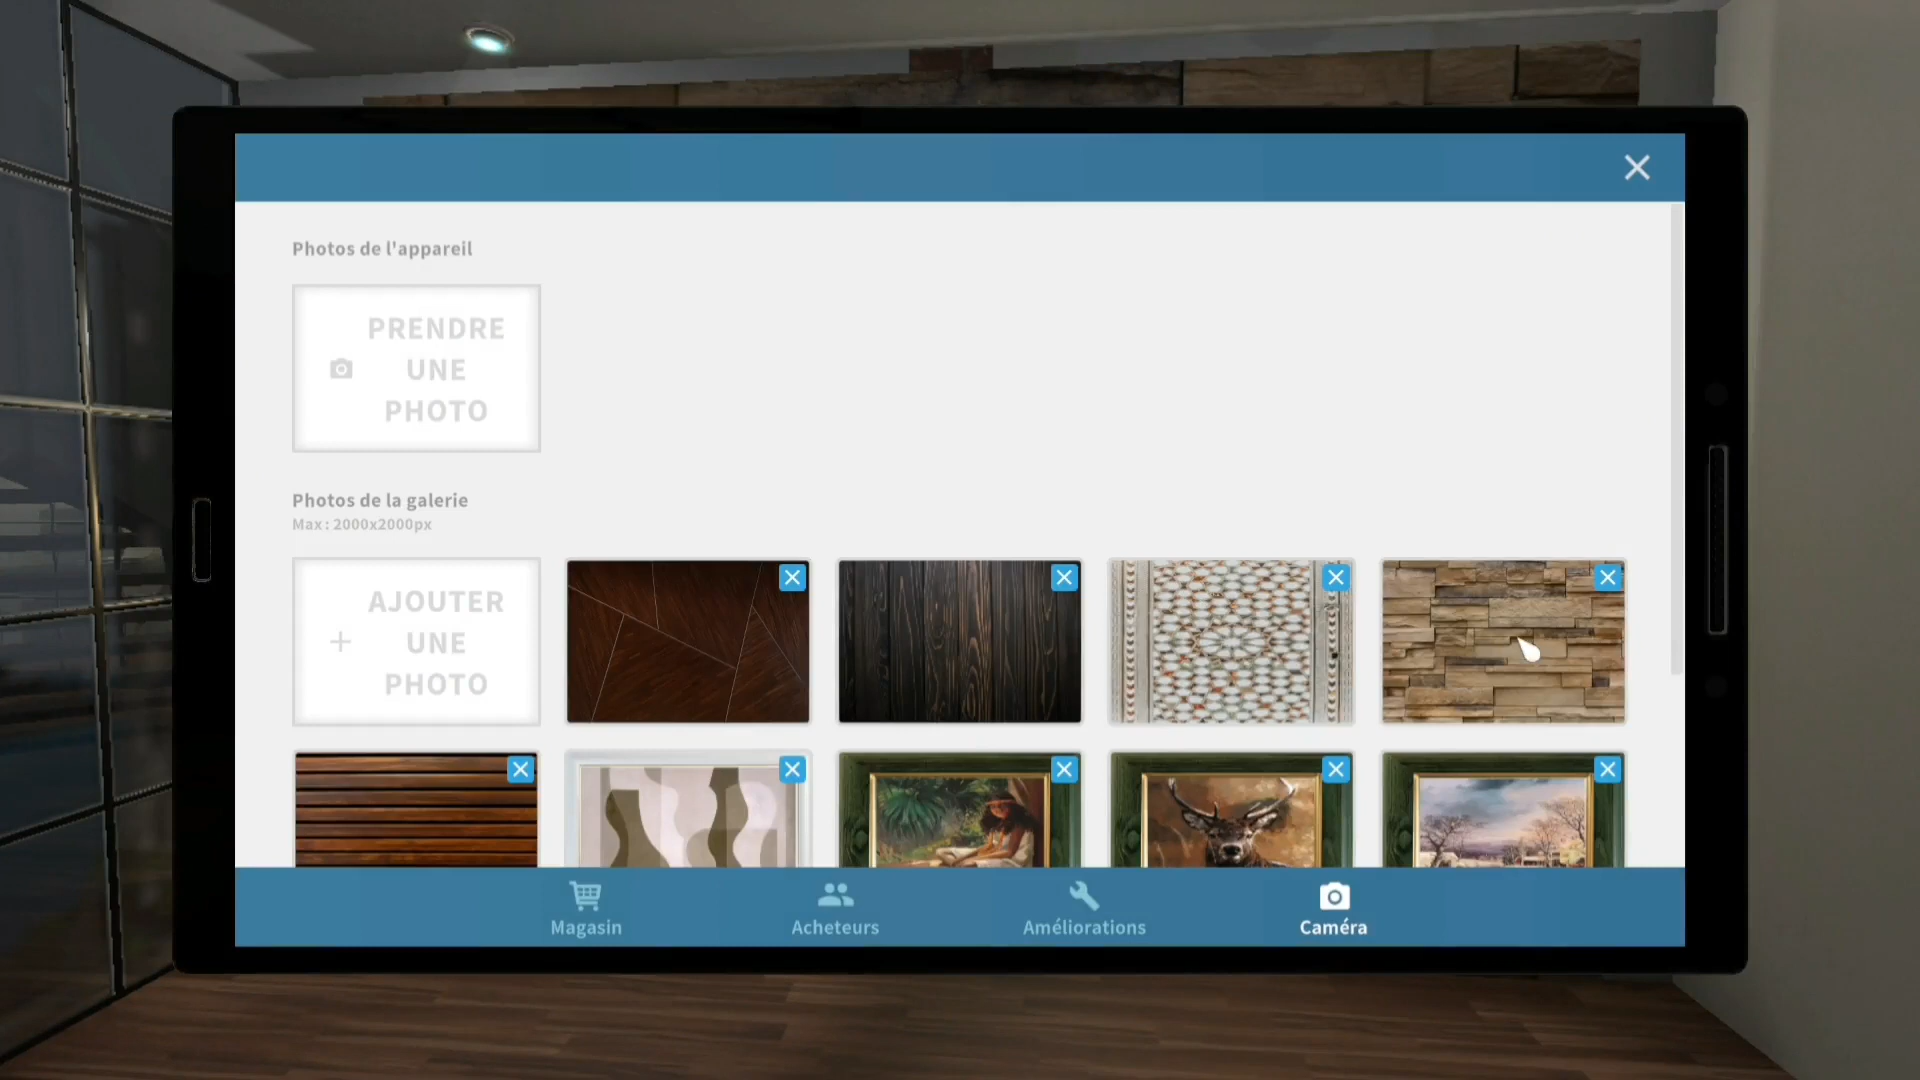 Photos de l'appareil
PRENDRE
UNE
PHOTO
Photos de la galerie
Max : 2000x2000px
AJOUTER
UNE
PHOTO
Magasin
Acheteurs
Améliorations
Caméra